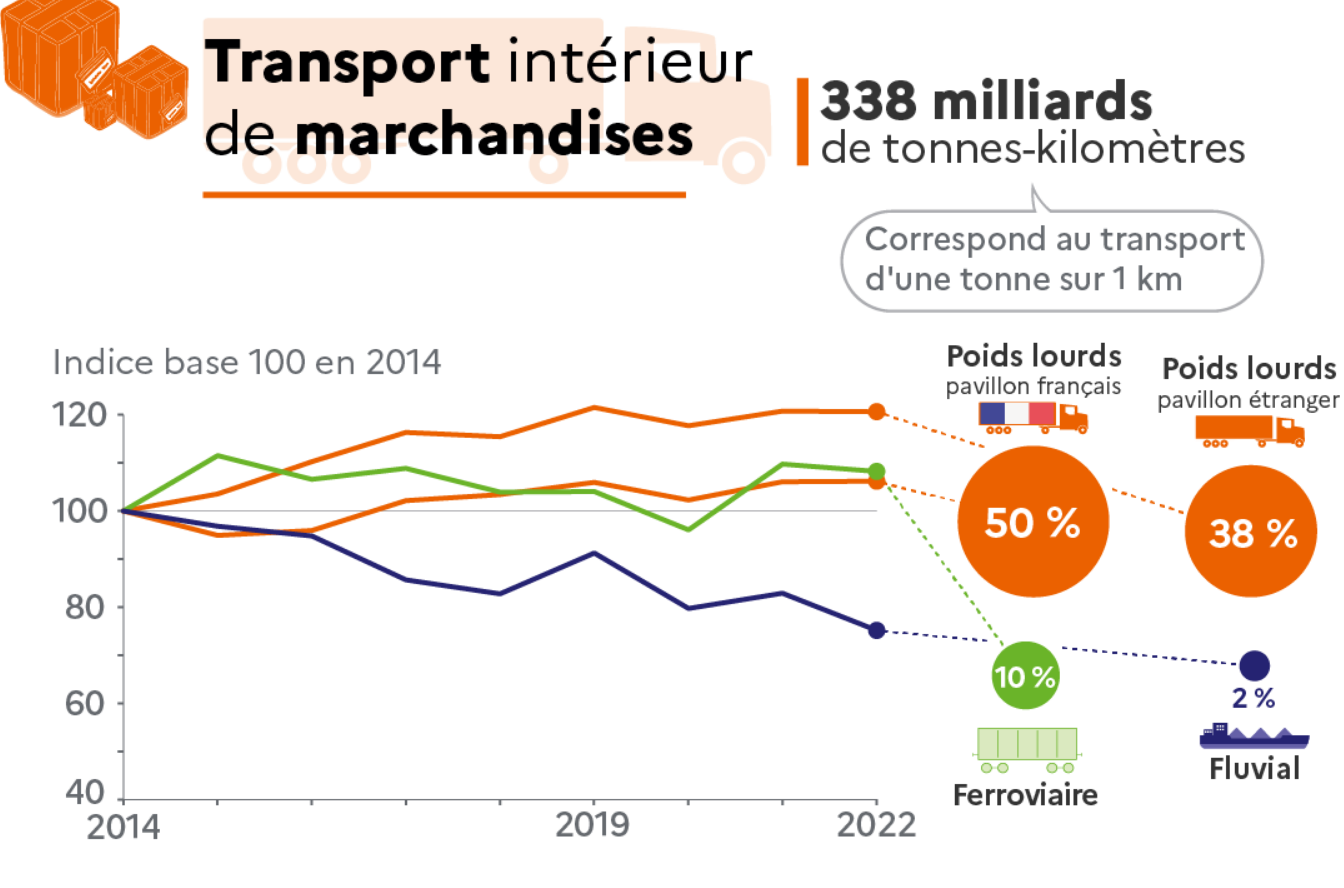 Transport intérieur
de marchandises
338 milliards
de tonnes-kilomètres
Correspond au transport
d'une tonne sur 1 km
Indice base 100 en 2014
120
100
80
60
40
2014
2019
2022
Poids lourds
pavillon français
50 %
Poids lourds
pavillon étranger
38 %
10 %
Ferroviaire
2 %
Fluvial